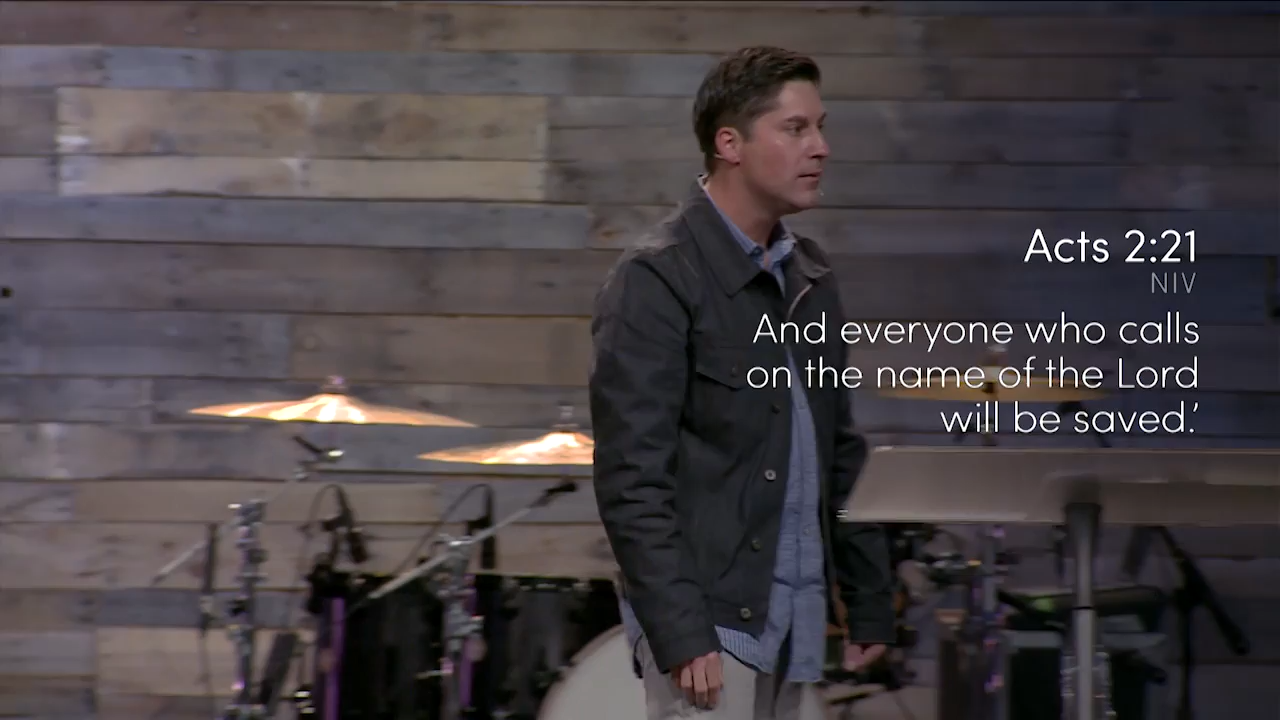 Acts 2:21
NIV
And everyone who calls
on the name of the Lord
will be saved.’